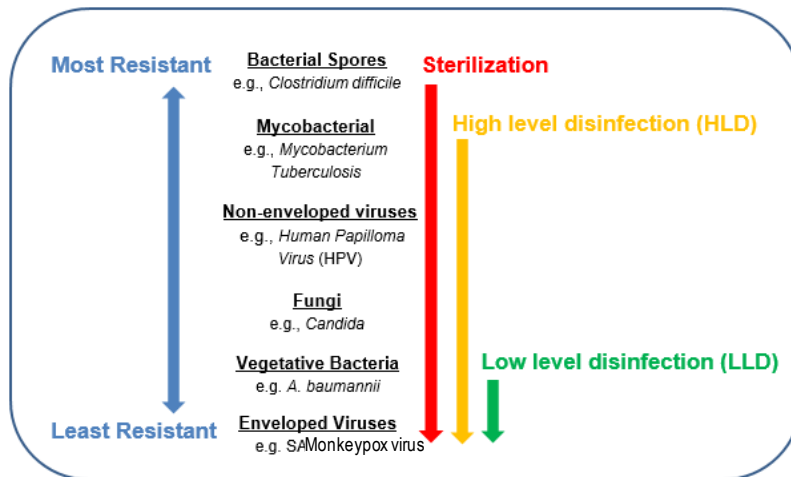 Most Resistant
Bacterial Spores
e.g., Clostridium difficile
Sterilization
High level disinfection (HLD)
Mycobacterial
e.g., Mycobacterium
Tuberculosis
Non-enveloped viruses
e.g., Human Papilloma
Virus (HPV)
Fungi
e.g., Candida
Low level disinfection (LLD)
Vegetative Bacteria
e.g. A. baumannii
Least Resistant
Enveloped Viruses
e.g. SAMonkeypox virus